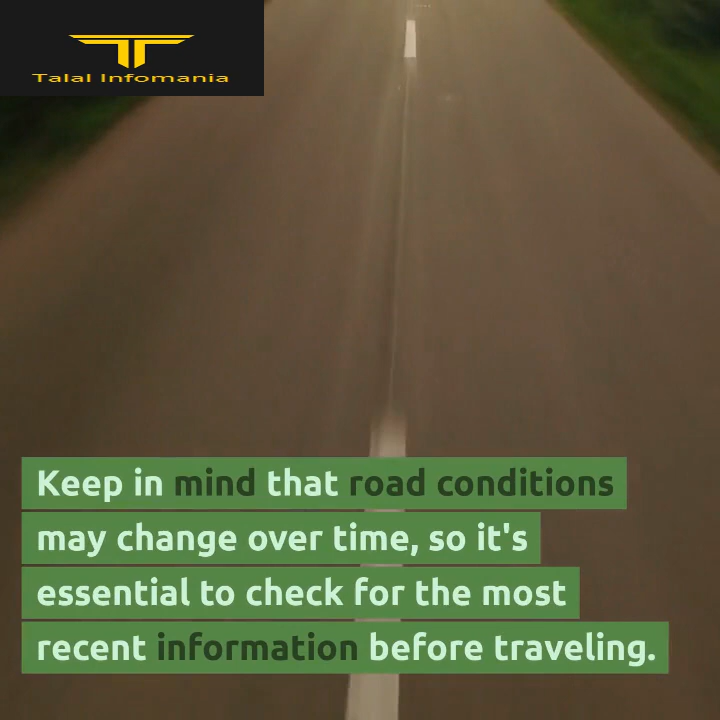 Talal Infomania
Keep in mind that road conditions
may change over time, so it's
essential to check for the most
recent information before traveling.